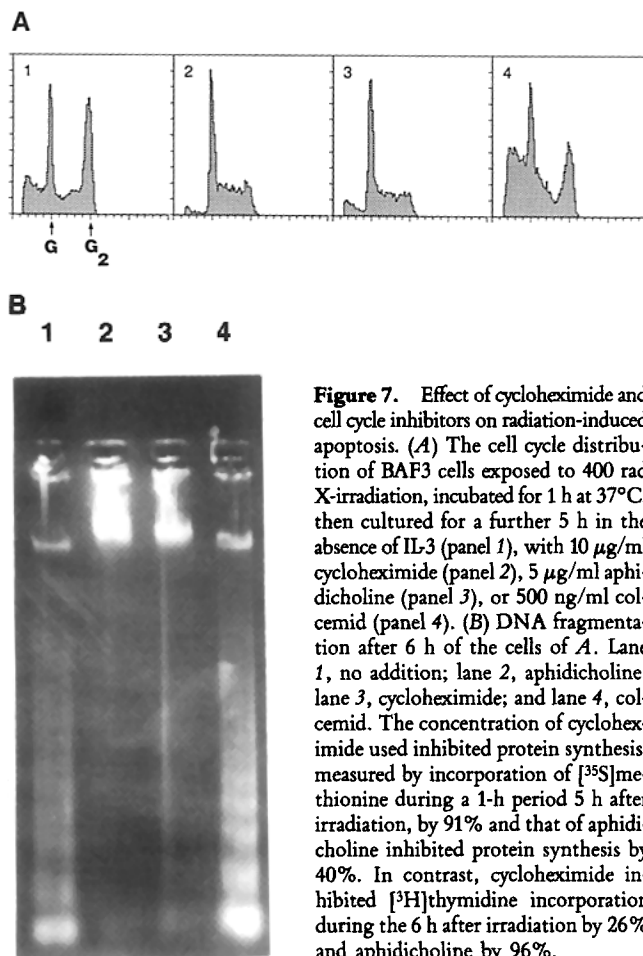 A
1
2
3
4
G
G2
B
1 2 3 4
Figure 7. Effect of cycloheximide and
cell cycle inhibitors on radiation-induced
apoptosis. (A) The cell cycle distribu-
tion of BAF3 cells exposed to 400 rad
X-irradiation, incubated for 1 h at 37°C
then cultured for a further 5 h in the
absence of IL-3 (panel 1), with 10 μg/ml
cycloheximide (panel 2), 5 μg/ml aphi-
dicholine (panel 3), or 500 ng/ml col-
cemid (panel 4). (B) DNA fragmenta-
tion after 6 h of the cells of A. Lane
1, no addition; lane 2, aphidicholine
lane 3, cycloheximide; and lane 4, col-
cemid. The concentration of cyclohex-
imide used inhibited protein synthesis
measured by incorporation of [³⁵S]me-
thionine during a 1-h period 5 h after
irradiation, by 91% and that of aphidi-
choline inhibited protein synthesis by
40%. In contrast, cycloheximide in-
hibited [³H]thymidine incorporation
during the 6 h after irradiation by 26%
and aphidicholine by 96%.